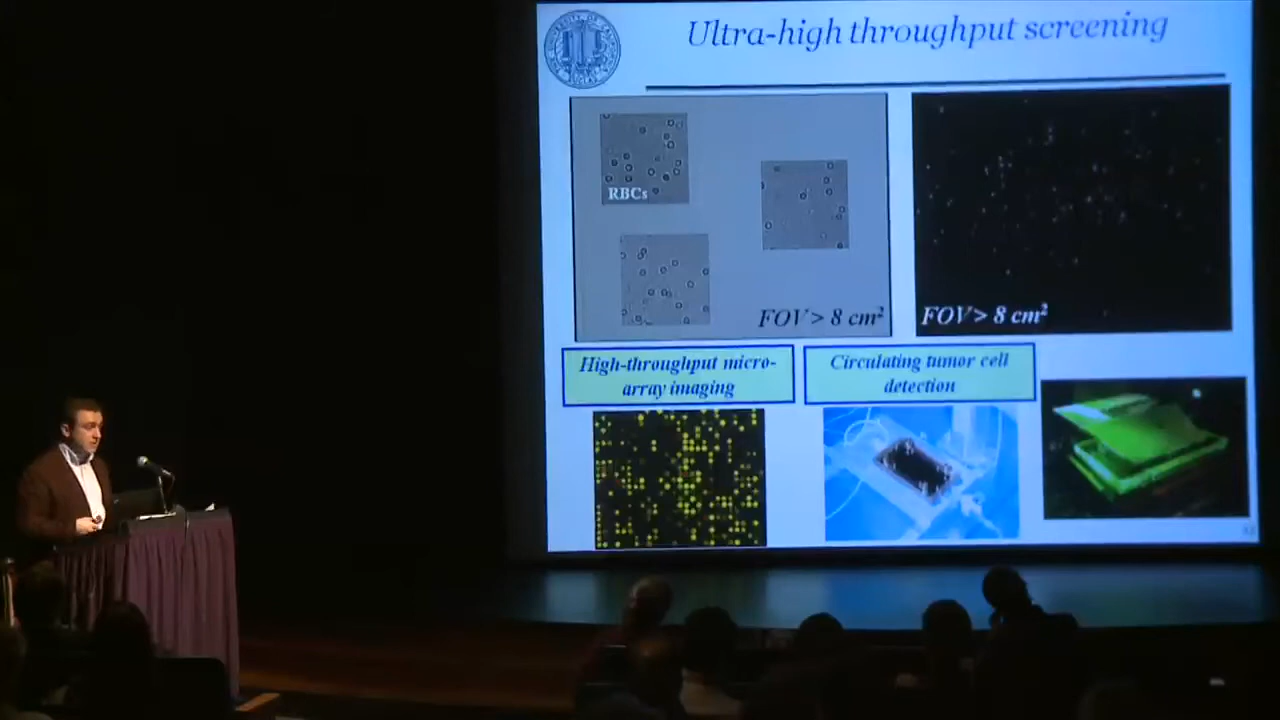 Ultra-high throughput screening
RBCs
FOV > 8 cm²
FOV > 8 cm²
High-throughput micro-
array imaging
Circulating tumor cell
detection